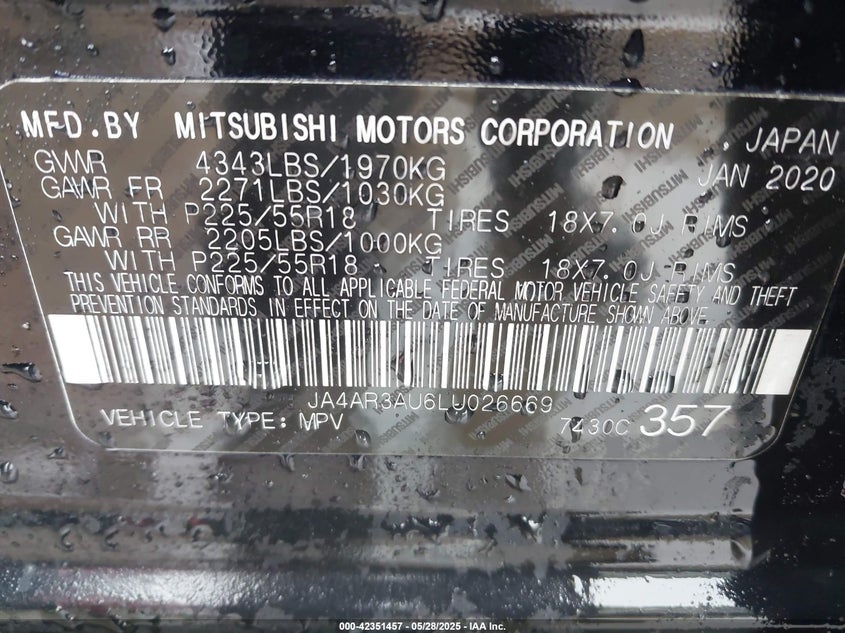 MFD.BY MITSUBISHI MOTORS CORPORATION , JAPAN
GVWR 4343LBS/1970KG JAN 2020
GAWR FR 2271LBS/1030KG
WITH P225/55R18 TIRES 18X7.0J RIMS
GAWR RR 2205LBS/1000KG
WITH P225/55R18 TIRES 18X7.0J RIMS
THIS VEHICLE CONFORMS TO ALL APPLICABLE FEDERAL MOTOR VEHICLE SAFETY AND THEFT
PREVENTION STANDARDS IN EFFECT ON THE DATE OF MANUFACTURE SHOWN ABOVE.
JA4AR3AU6LU026669
VEHICLE TYPE: MPV 7430C 357
000-42351457 - 05/28/2025 - IAA Inc.